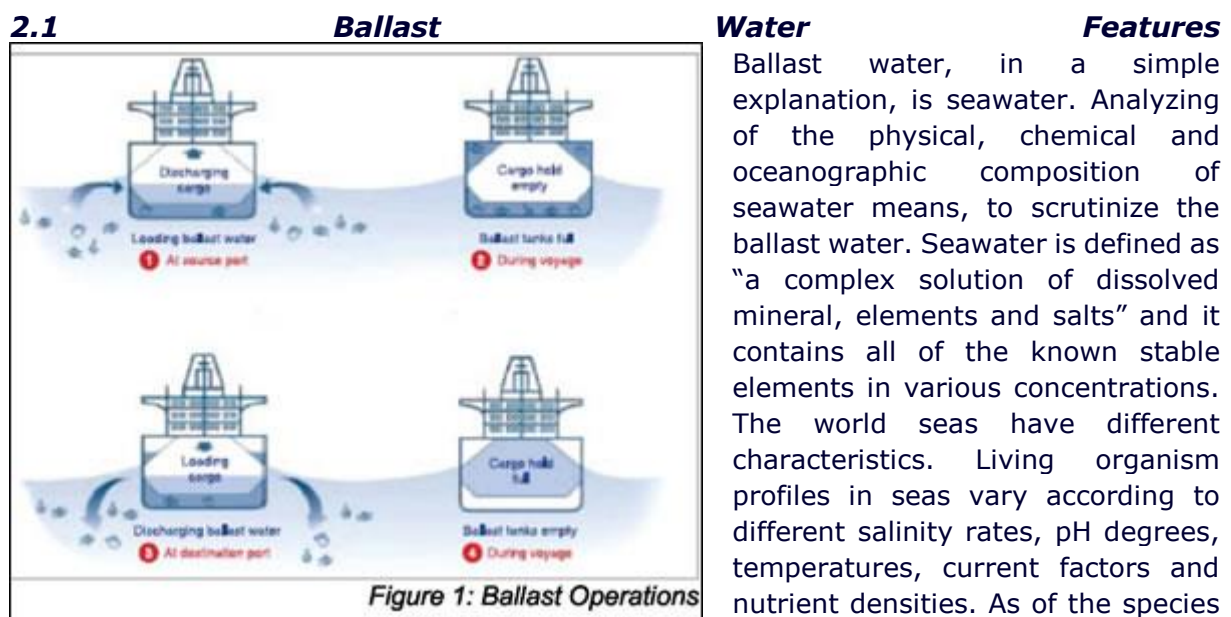 2.1 Ballast Water Features
Discharging
cargo
Loading ballast water
1 At source port
Cargo hold
empty
Ballast tanks full
2 During voyage
Loading
cargo
Discharging ballast water
3 At destination port
Cargo hold
full
Ballast tanks empty
4 During voyage
Figure 1: Ballast Operations
Ballast water, in a simple
explanation, is seawater. Analyzing
of the physical, chemical and
oceanographic composition of
seawater means, to scrutinize the
ballast water. Seawater is defined as
“a complex solution of dissolved
mineral, elements and salts” and it
contains all of the known stable
elements in various concentrations.
The world seas have different
characteristics. Living organism
profiles in seas vary according to
different salinity rates, pH degrees,
temperatures, current factors and
nutrient densities. As of the species